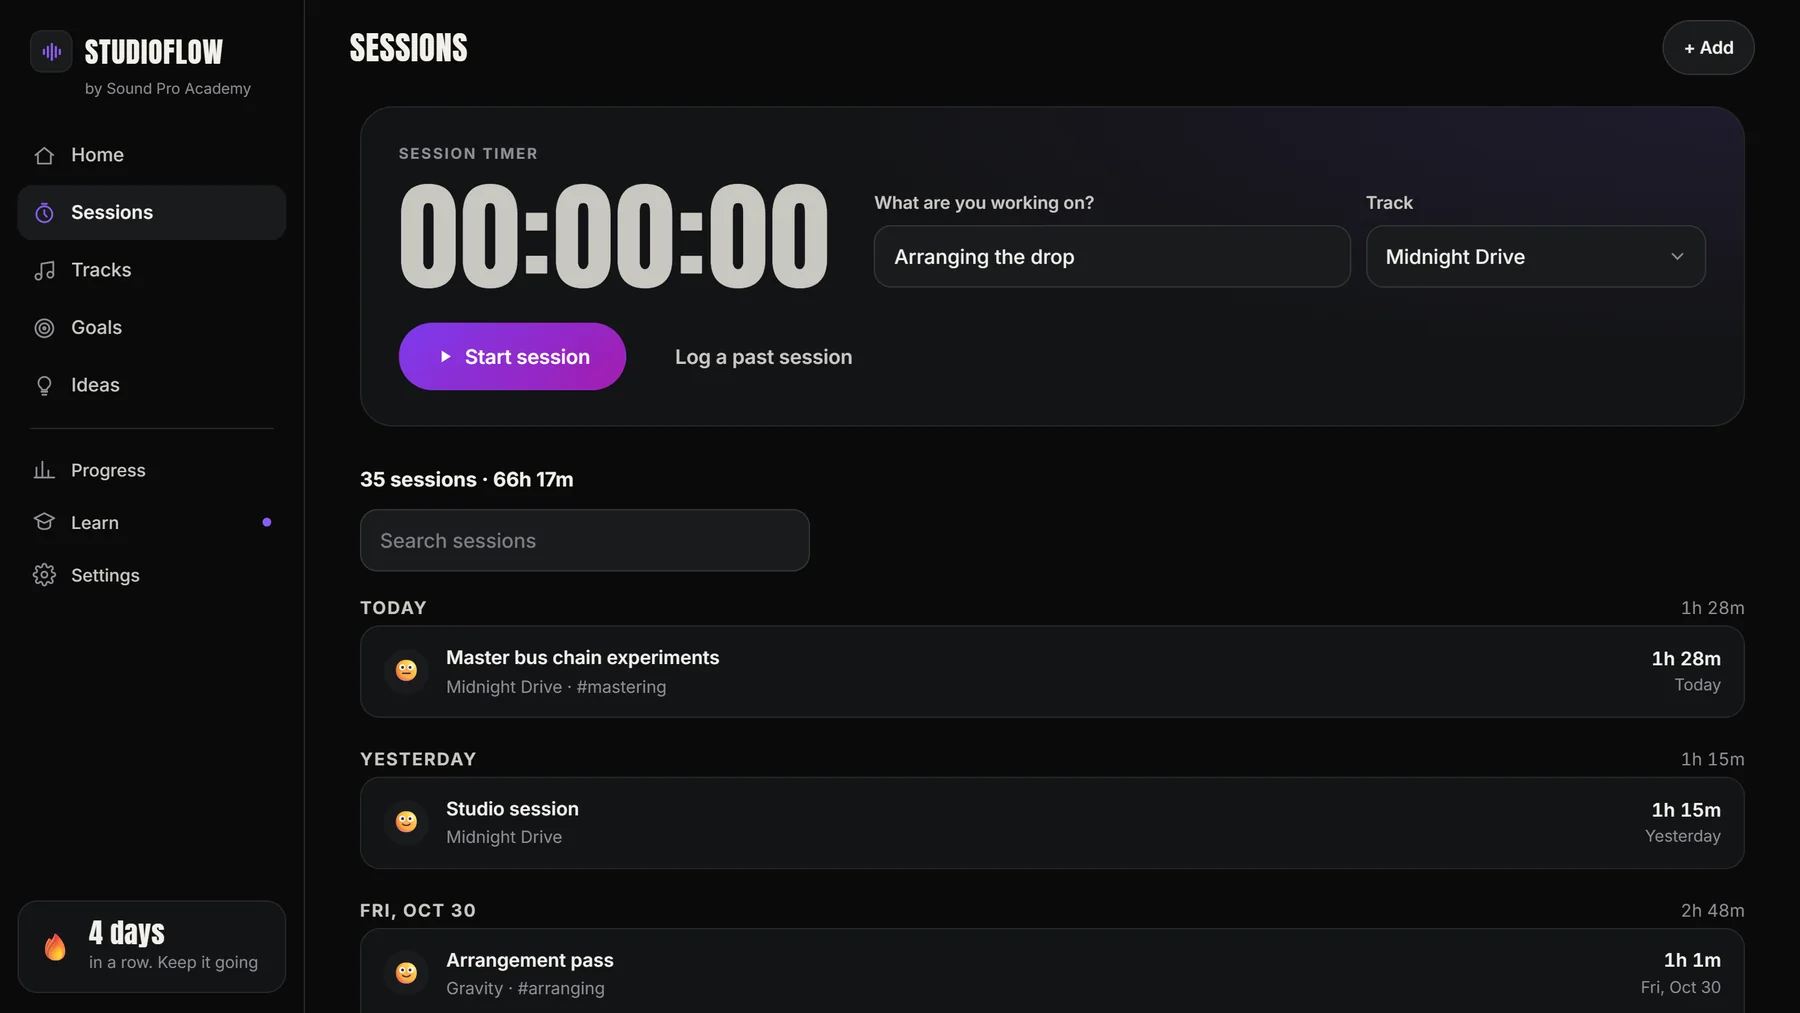 STUDIOFLOW
by Sound Pro Academy
Home
Sessions
Tracks
Goals
Ideas
Progress
Learn
Settings
4 days
in a row. Keep it going
SESSIONS
+ Add
SESSION TIMER
00:00:00
What are you working on?
Arranging the drop
Track
Midnight Drive
Start session
Log a past session
35 sessions · 66h 17m
Search sessions
TODAY
1h 28m
Master bus chain experiments
Midnight Drive · #mastering
1h 28m
Today
YESTERDAY
1h 15m
Studio session
Midnight Drive
1h 15m
Yesterday
FRI, OCT 30
2h 48m
Arrangement pass
Gravity · #arranging
1h 1m
Fri, Oct 30